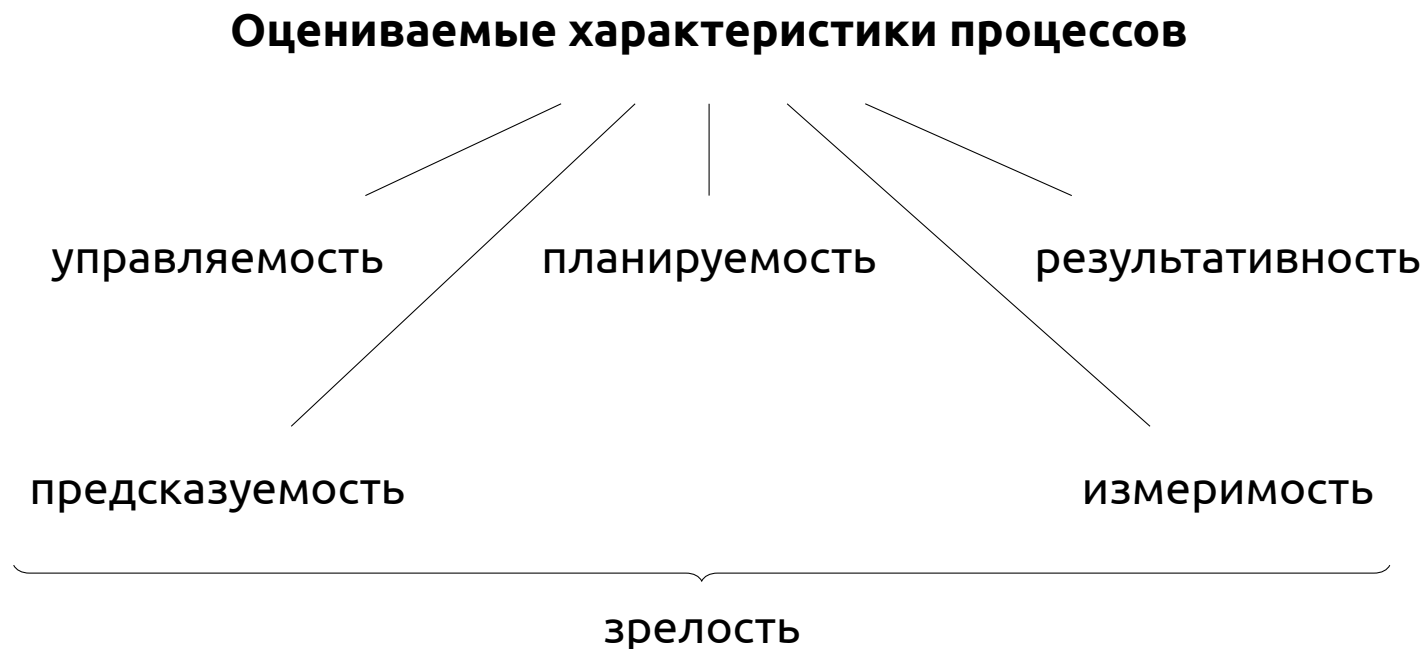 Оцениваемые характеристики процессов
управляемость планируемость результативность
предсказуемость измеримость
зрелость